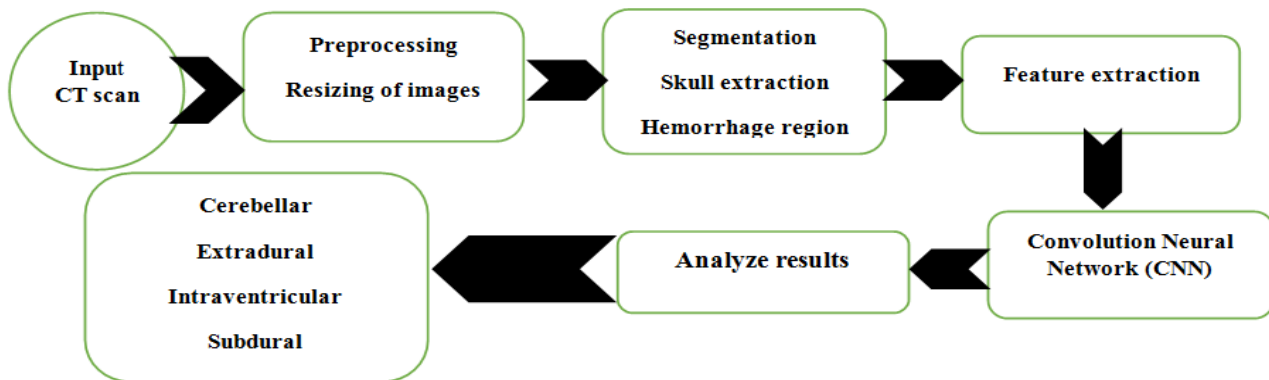 Input
CT scan
Preprocessing
Resizing of images
Segmentation
Skull extraction
Hemorrhage region
Feature extraction
Convolution Neural
Network (CNN)
Analyze results
Cerebellar
Extradural
Intraventricular
Subdural